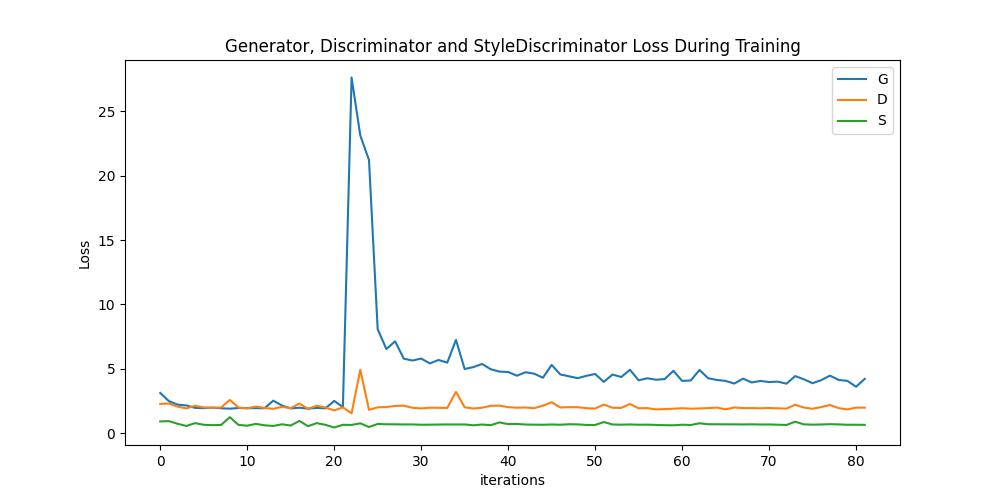 Generator, Discriminator and StyleDiscriminator Loss During Training
G
D
S
Loss
25
20
15
10
5
0
0 10 20 30 40 50 60 70 80
iterations